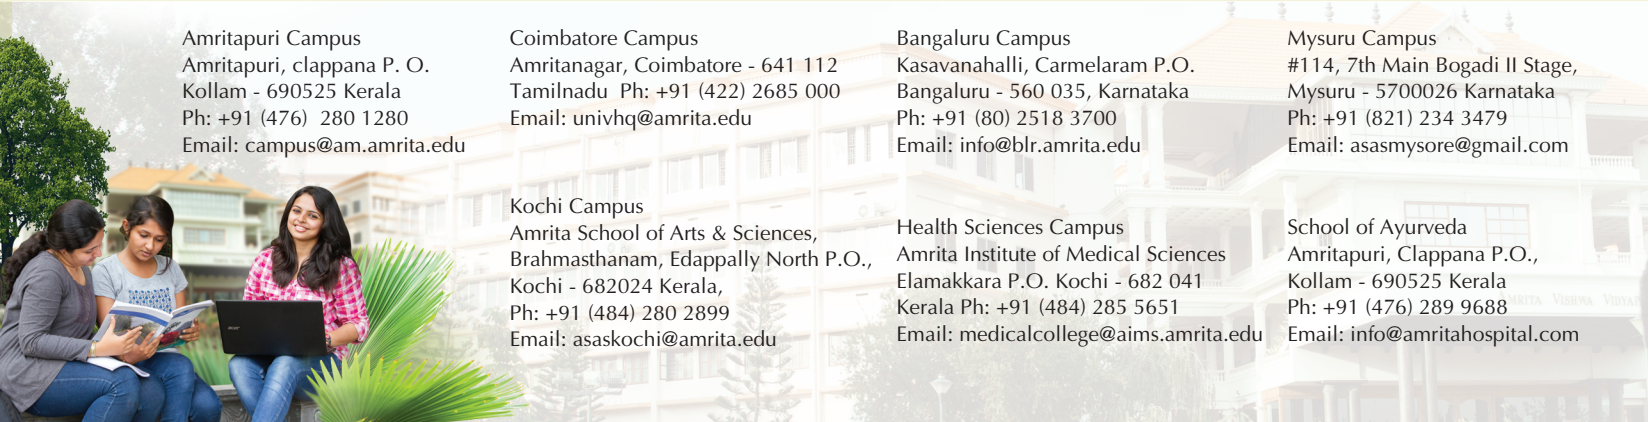 Amritapuri Campus
Amritapuri, clappana P. O.
Kollam - 690525 Kerala
Ph: +91 (476)  280 1280
Email: campus@am.amrita.edu
Coimbatore Campus
Amritanagar, Coimbatore - 641 112
Tamilnadu  Ph: +91 (422) 2685 000
Email: univhq@amrita.edu
Bangaluru Campus
Kasavanahalli, Carmelaram P.O.
Bangaluru - 560 035, Karnataka
Ph: +91 (80) 2518 3700
Email: info@blr.amrita.edu
Mysuru Campus
#114, 7th Main Bogadi II Stage,
Mysuru - 5700026 Karnataka
Ph: +91 (821) 234 3479
Email: asasmysore@gmail.com
Kochi Campus
Amrita School of Arts & Sciences,
Brahmasthanam, Edappally North P.O.,
Kochi - 682024 Kerala,
Ph: +91 (484) 280 2899
Email: asaskochi@amrita.edu
Health Sciences Campus
Amrita Institute of Medical Sciences
Elamakkara P.O. Kochi - 682 041
Kerala Ph: +91 (484) 285 5651
Email: medicalcollege@aims.amrita.edu
School of Ayurveda
Amritapuri, Clappana P.O.,
Kollam - 690525 Kerala
Ph: +91 (476) 289 9688
Email: info@amritahospital.com
AMRITA VISHWA VIDYA